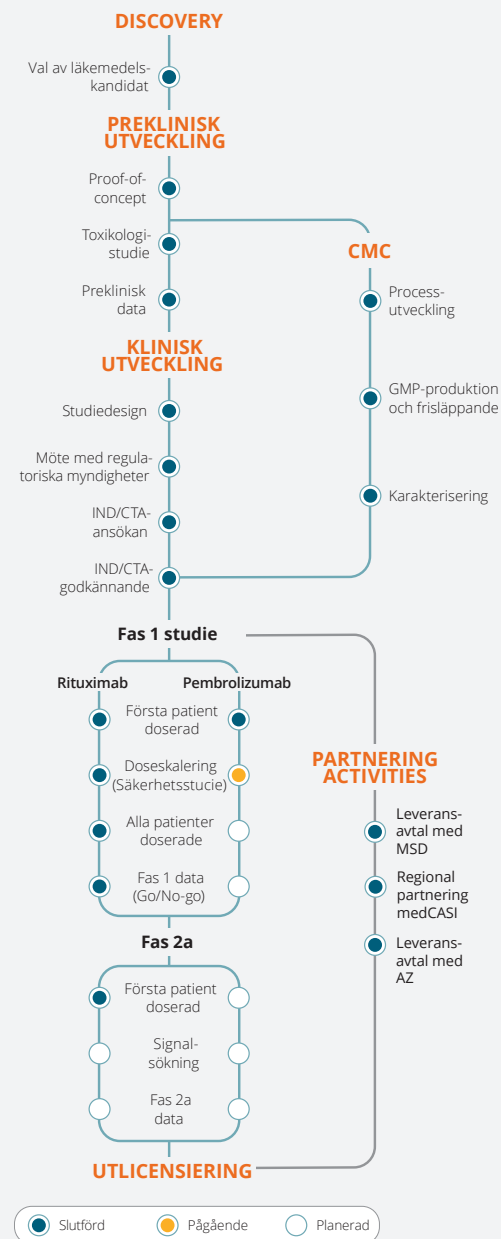 DISCOVERY
Val av läkemedels-
kandidat
PREKLINISK
UTVECKLING
Proof-of-
concept
Toxikologi-
studie
Preklinisk
data
CMC
Process-
utveckling
GMP-produktion
och frisläppande
Karakterisering
KLINISK
UTVECKLING
Studiedesign
Möte med regula-
toriska myndigheter
IND/CTA-
ansökan
IND/CTA-
godkännande
Fas 1 studie
Rituximab
Pembrolizumab
Första patient
doserad
Doseskalering
(Säkerhetsstucie)
Alla patienter
doserade
Fas 1 data
(Go/No-go)
PARTNERING
ACTIVITIES
Leverans-
avtal med
MSD
Regional
partnering
medCASI
Leverans-
avtal med
AZ
Fas 2a
Första patient
doserad
Signal-
sökning
Fas 2a
data
UTLICENSIERING
Slutförd
Pågående
Planerad